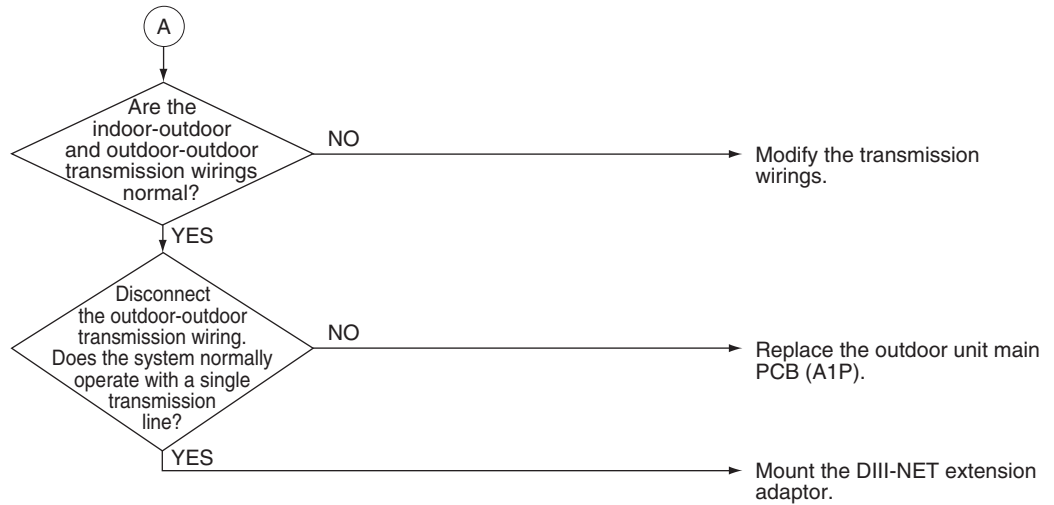 A
Are the
indoor-outdoor
and outdoor-outdoor
transmission wirings
normal?
NO
Modify the transmission
wirings.
YES
Disconnect
the outdoor-outdoor
transmission wiring.
Does the system normally
operate with a single
transmission
line?
NO
Replace the outdoor unit main
PCB (A1P).
YES
Mount the DIII-NET extension
adaptor.